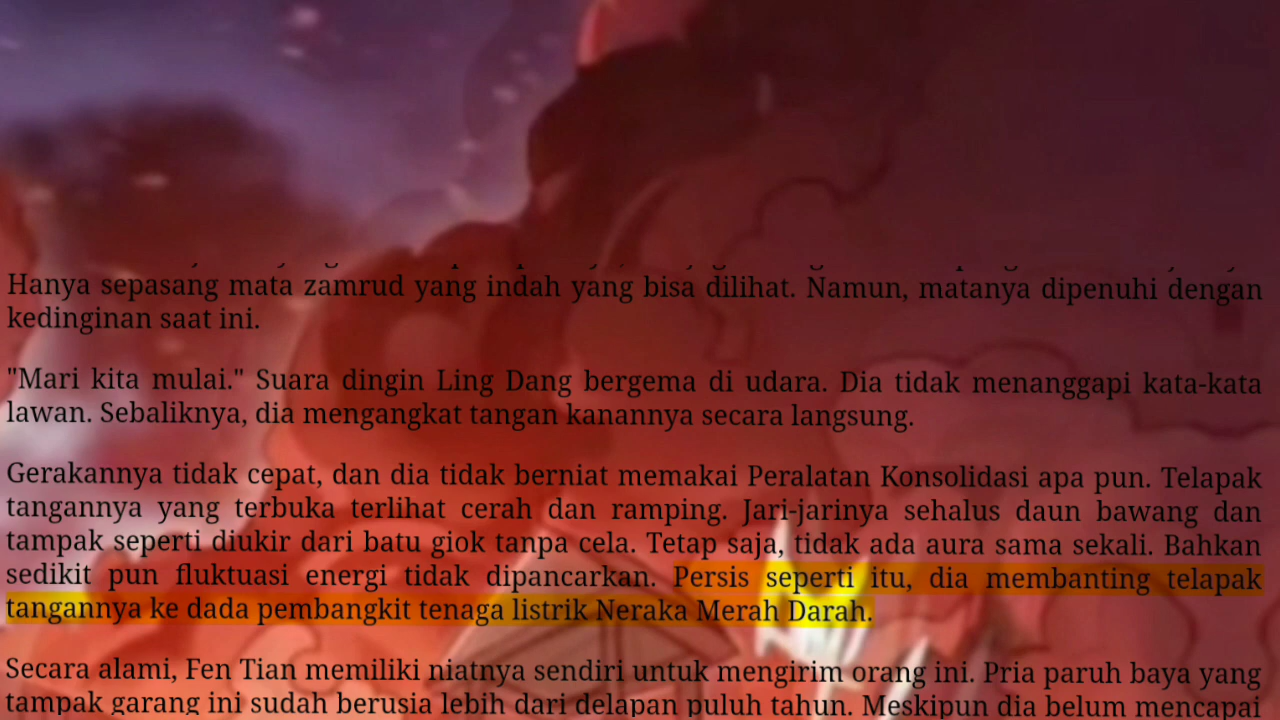 Hanya sepasang mata zamrud yang indah yang bisa dilihat. Namun, matanya dipenuhi dengan
kedinginan saat ini.
"Mari kita mulai." Suara dingin Ling Dang bergema di udara. Dia tidak menanggapi kata-kata
lawan. Sebaliknya, dia mengangkat tangan kanannya secara langsung.
Gerakannya tidak cepat, dan dia tidak berniat memakai Peralatan Konsolidasi apa pun. Telapak
tangannya yang terbuka terlihat cerah dan ramping. Jari-jarinya sehalus daun bawang dan
tampak seperti diukir dari batu giok tanpa cela. Tetap saja, tidak ada aura sama sekali. Bahkan
sedikit pun fluktuasi energi tidak dipancarkan. Persis seperti itu, dia membanting telapak
tangannya ke dada pembangkit tenaga listrik Neraka Merah Darah.
Secara alami, Fen Tian memiliki niatnya sendiri untuk mengirim orang ini. Pria paruh baya yang
tampak garang ini sudah berusia lebih dari delapan puluh tahun. Meskipun dia belum mencapai